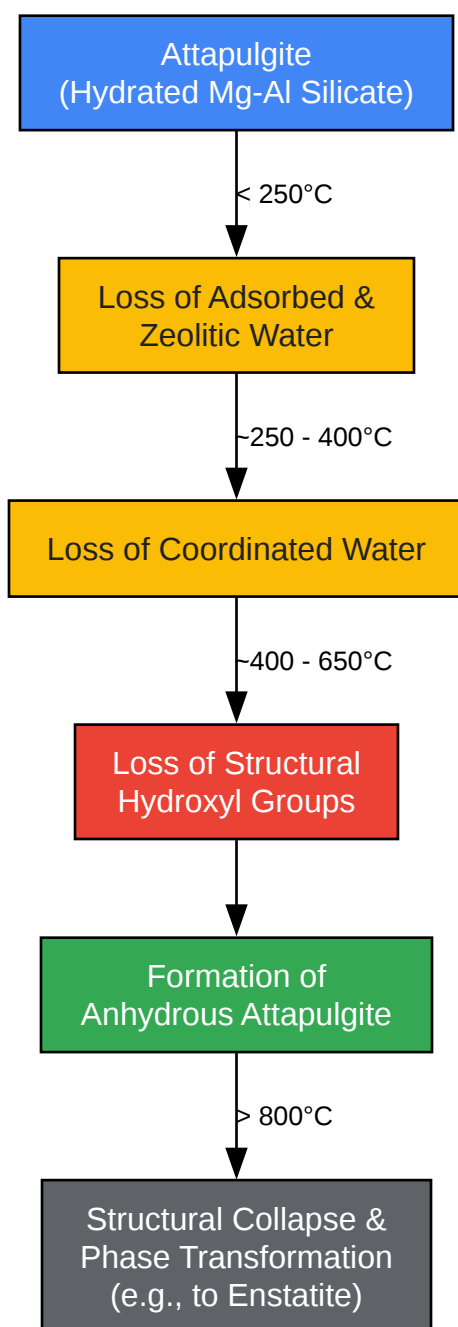 Attapulgite
(Hydrated Mg-Al Silicate)
< 250°C
Loss of Adsorbed &
Zeolitic Water
~250 - 400°C
Loss of Coordinated Water
~400 - 650°C
Loss of Structural
Hydroxyl Groups
Formation of
Anhydrous Attapulgite
> 800°C
Structural Collapse &
Phase Transformation
(e.g., to Enstatite)